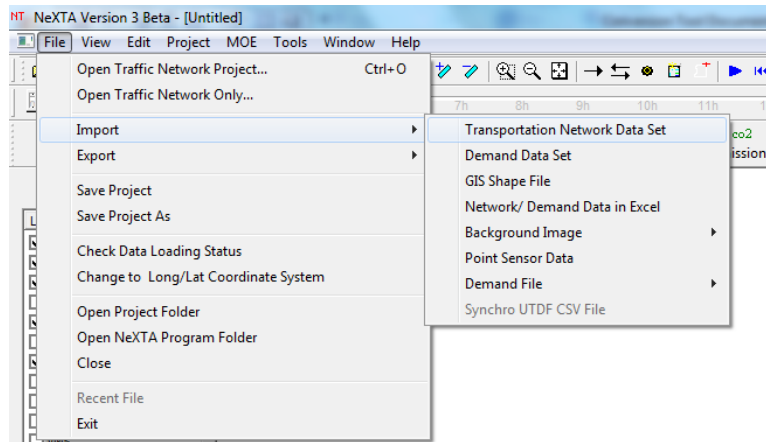 NT NeXTA Version 3 Beta - [Untitled]
File View Edit Project MOE Tools Window Help
Open Traffic Network Project... Ctrl+O
Open Traffic Network Only...
7h 8h 9h 10h 11h
Import
Transportation Network Data Set
co2
Export
Demand Data Set
ission
GIS Shape File
Save Project
Network/ Demand Data in Excel
Save Project As
Background Image
Check Data Loading Status
Point Sensor Data
Change to Long/Lat Coordinate System
Demand File
Open Project Folder
Synchro UTDF CSV File
Open NeXTA Program Folder
Close
Recent File
Exit